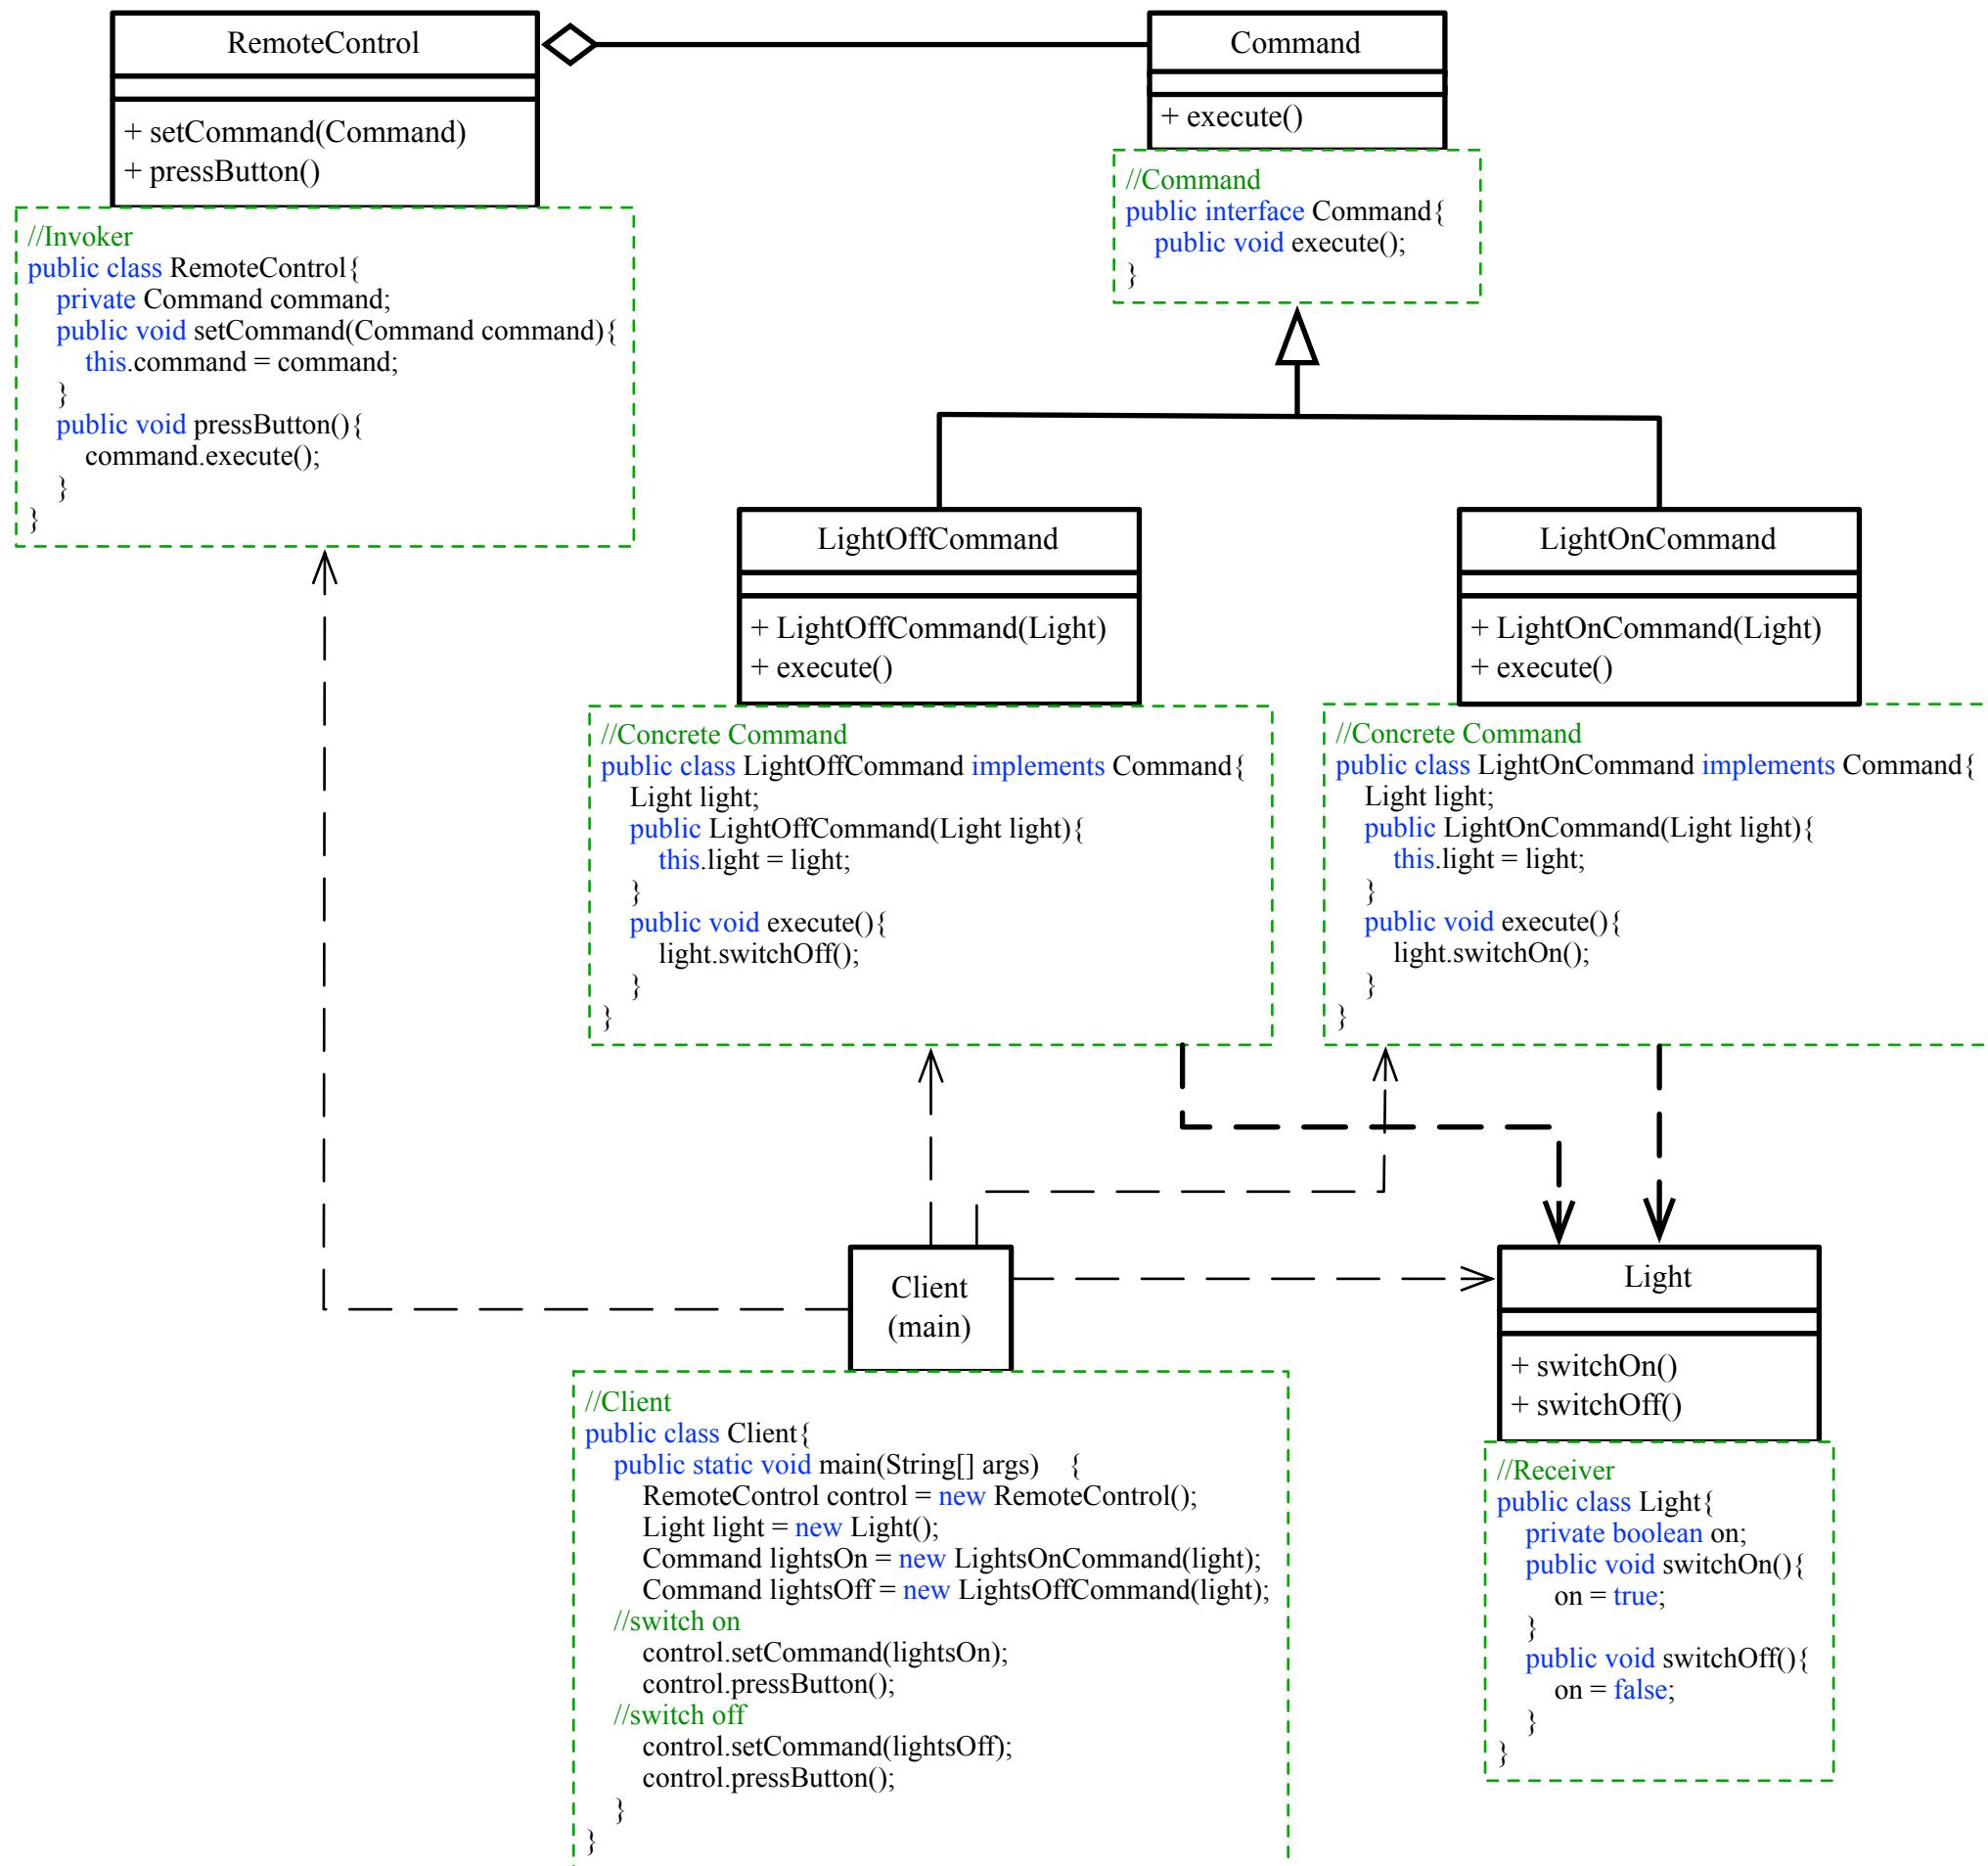 RemoteControl
+ setCommand(Command)
+ pressButton()
//Invoker
public class RemoteControl{
private Command command;
public void setCommand(Command command){
this.command = command;
}
public void pressButton(){
command.execute();
}
}
Command
+ execute()
//Command
public interface Command{
public void execute();
}
LightOffCommand
+ LightOffCommand(Light)
+ execute()
//Concrete Command
public class LightOffCommand implements Command{
Light light;
public LightOffCommand(Light light){
this.light = light;
}
public void execute(){
light.switchOff();
}
}
LightOnCommand
+ LightOnCommand(Light)
+ execute()
//Concrete Command
public class LightOnCommand implements Command{
Light light;
public LightOnCommand(Light light){
this.light = light;
}
public void execute(){
light.switchOn();
}
}
Client
(main)
//Client
public class Client{
public static void main(String[] args) {
RemoteControl control = new RemoteControl();
Light light = new Light();
Command lightsOn = new LightsOnCommand(light);
Command lightsOff = new LightsOffCommand(light);
//switch on
control.setCommand(lightsOn);
control.pressButton();
//switch off
control.setCommand(lightsOff);
control.pressButton();
}
}
Light
+ switchOn()
+ switchOff()
//Receiver
public class Light{
private boolean on;
public void switchOn(){
on = true;
}
public void switchOff(){
on = false;
}
}